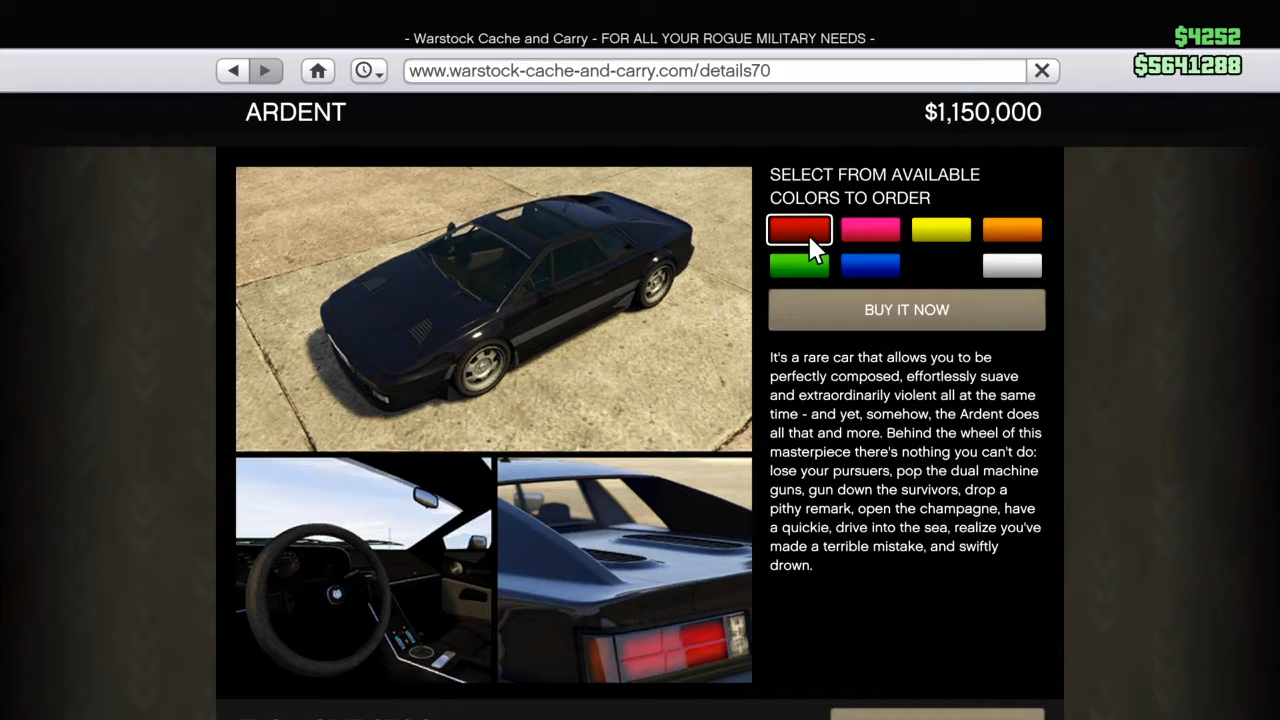 - Warstock Cache and Carry - FOR ALL YOUR ROGUE MILITARY NEEDS -
$4252
$5641288
www.warstock-cache-and-carry.com/details70
ARDENT
$1,150,000
SELECT FROM AVAILABLE
COLORS TO ORDER
BUY IT NOW
It's a rare car that allows you to be
perfectly composed, effortlessly suave
and extraordinarily violent all at the same
time - and yet, somehow, the Ardent does
all that and more. Behind the wheel of this
masterpiece there's nothing you can't do:
lose your pursuers, pop the dual machine
guns, gun down the survivors, drop a
pithy remark, open the champagne, have
a quickie, drive into the sea, realize you've
made a terrible mistake, and swiftly
drown.